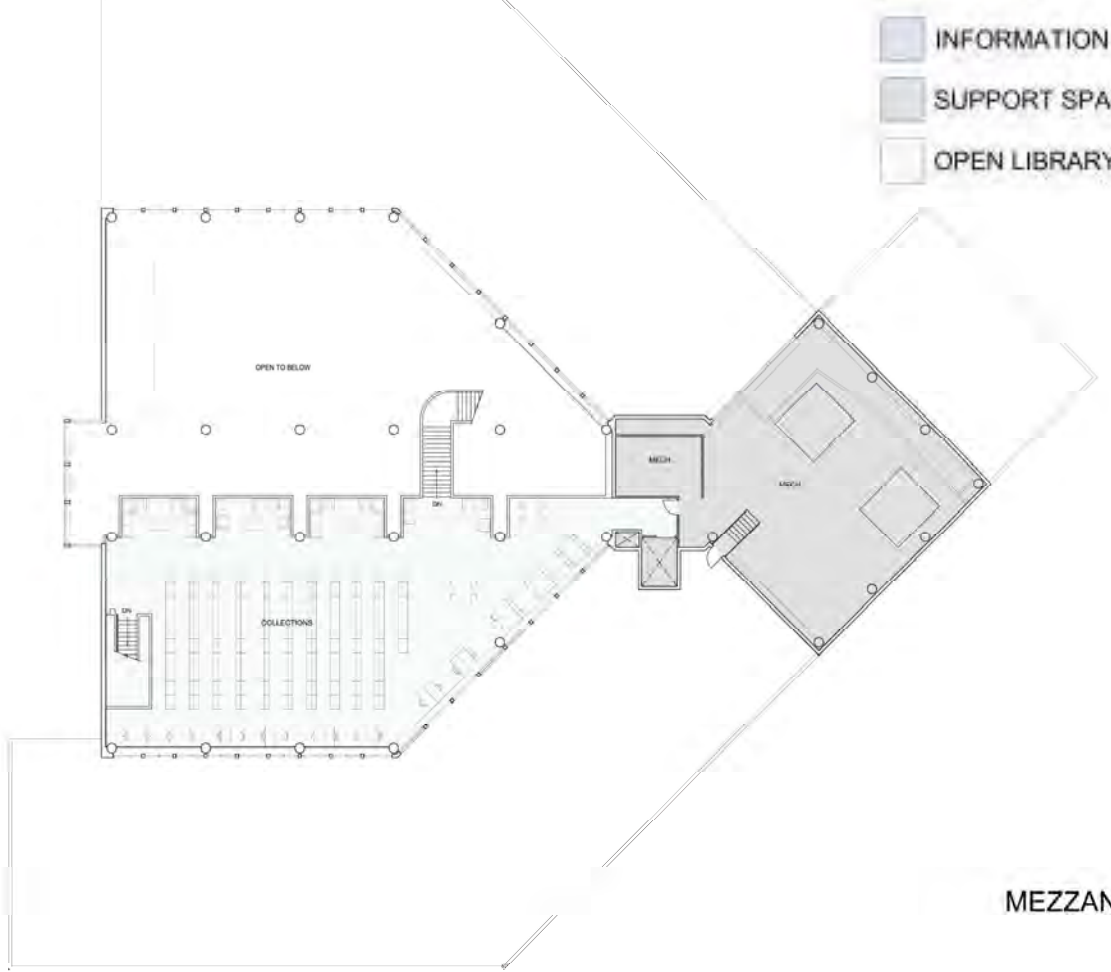 INFORMATION
SUPPORT SPA
OPEN LIBRARY
OPEN TO BELOW
MECH.
MECH.
DN
DN
COLLECTIONS
MEZZAN